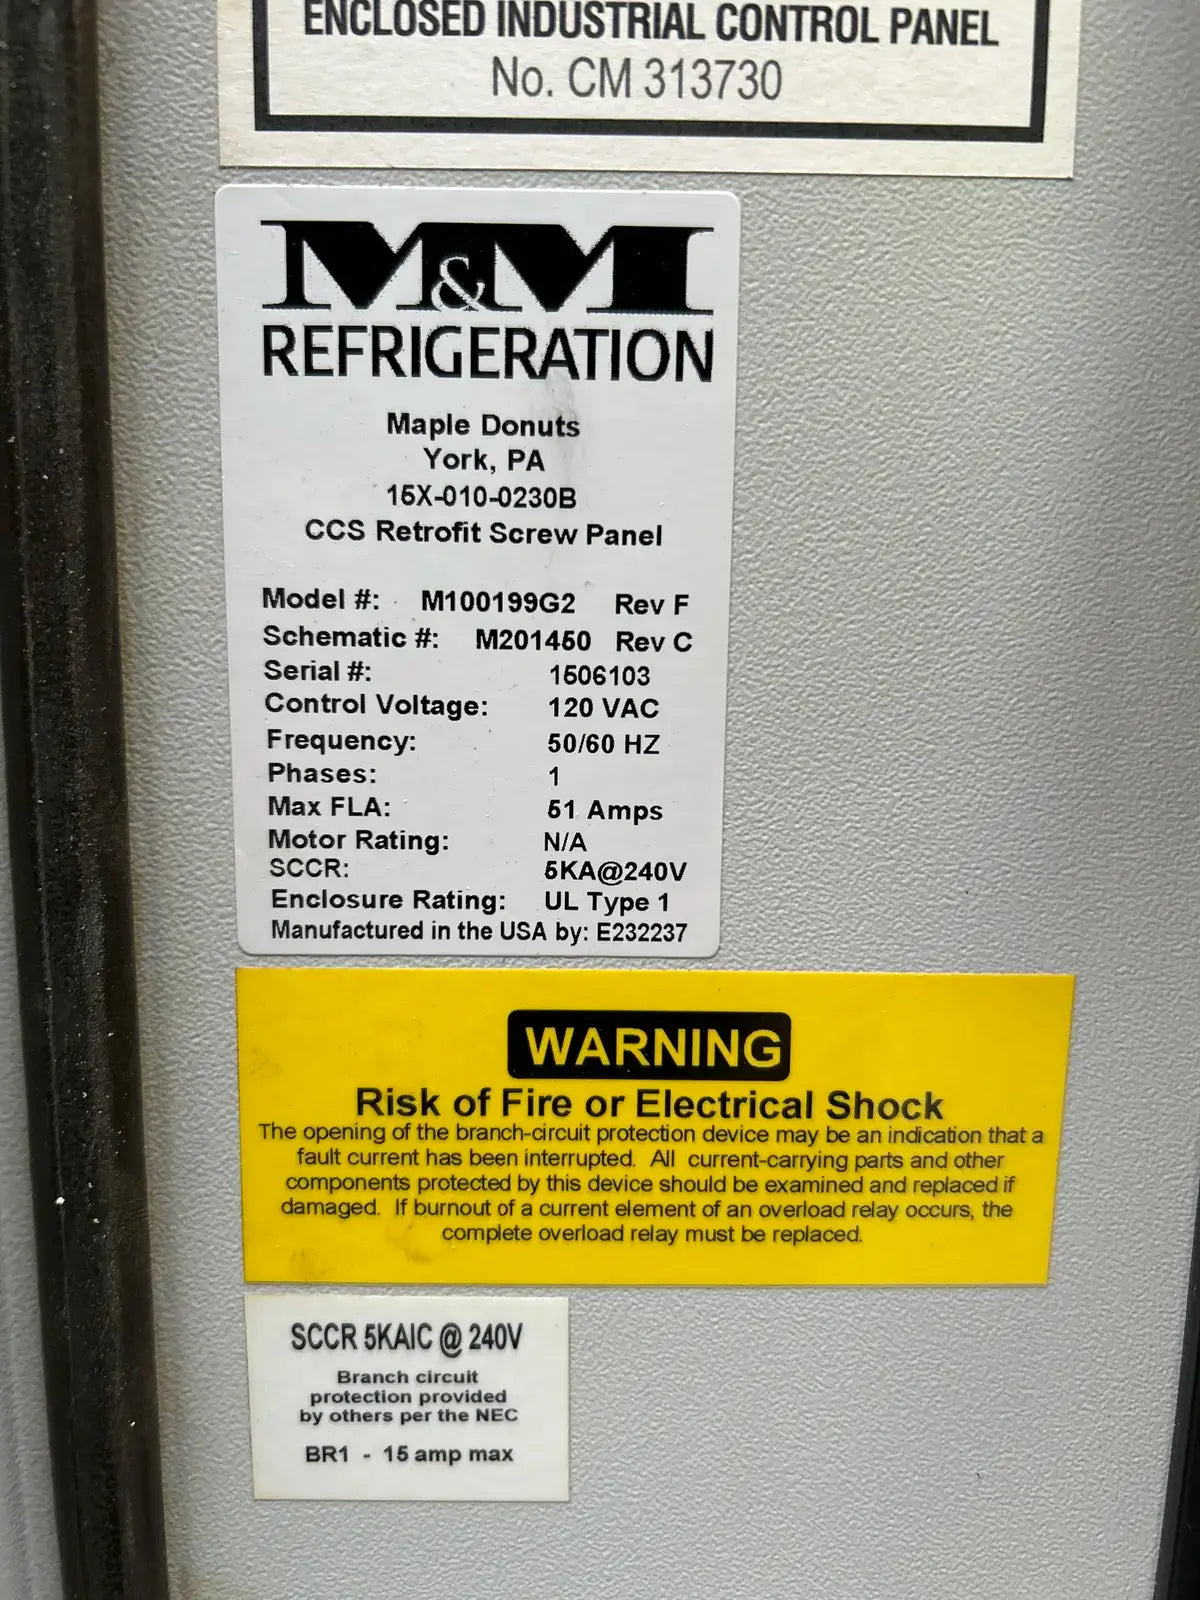 ENCLOSED INDUSTRIAL CONTROL PANEL
No. CM 313730
M&M
REFRIGERATION
Maple Donuts
York, PA
15X-010-0230B
CCS Retrofit Screw Panel
Model #: M100199G2 Rev F
Schematic #: M201450 Rev C
Serial #: 1506103
Control Voltage: 120 VAC
Frequency: 50/60 HZ
Phases: 1
Max FLA: 51 Amps
Motor Rating: N/A
SCCR: 5KA@240V
Enclosure Rating: UL Type 1
Manufactured in the USA by: E232237
WARNING
Risk of Fire or Electrical Shock
The opening of the branch-circuit protection device may be an indication that a
fault current has been interrupted. All current-carrying parts and other
components protected by this device should be examined and replaced if
damaged. If burnout of a current element of an overload relay occurs, the
complete overload relay must be replaced.
SCCR 5KAIC @ 240V
Branch circuit
protection provided
by others per the NEC
BR1 - 15 amp max